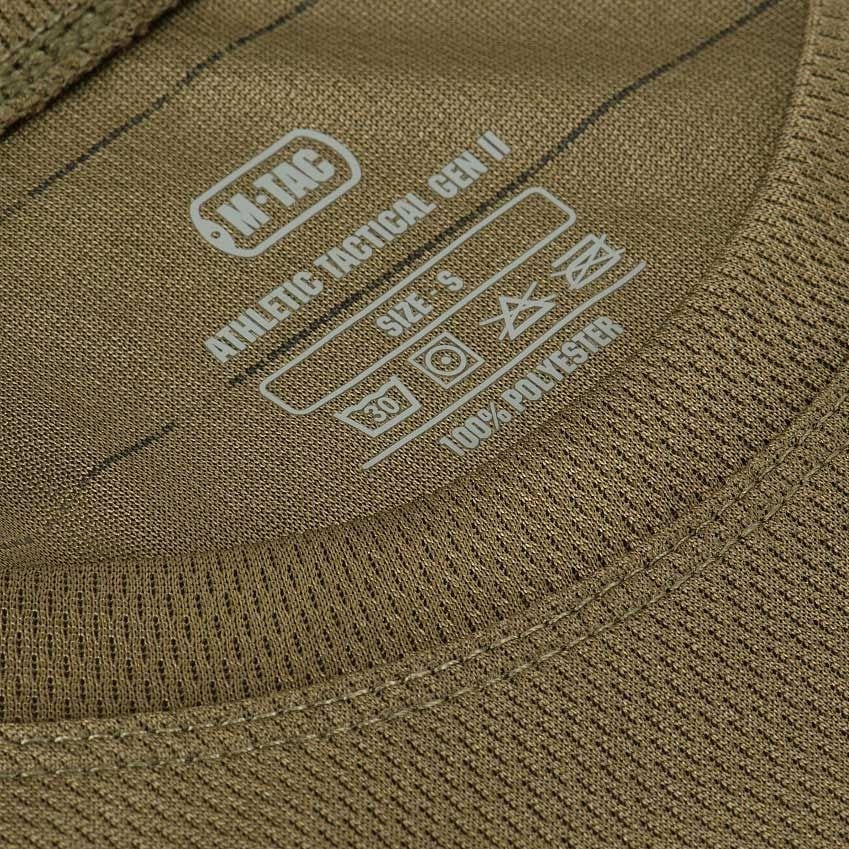 M·TAC
ATHLETIC TACTICAL GEN II
SIZE: S
30°
100% POLYESTER